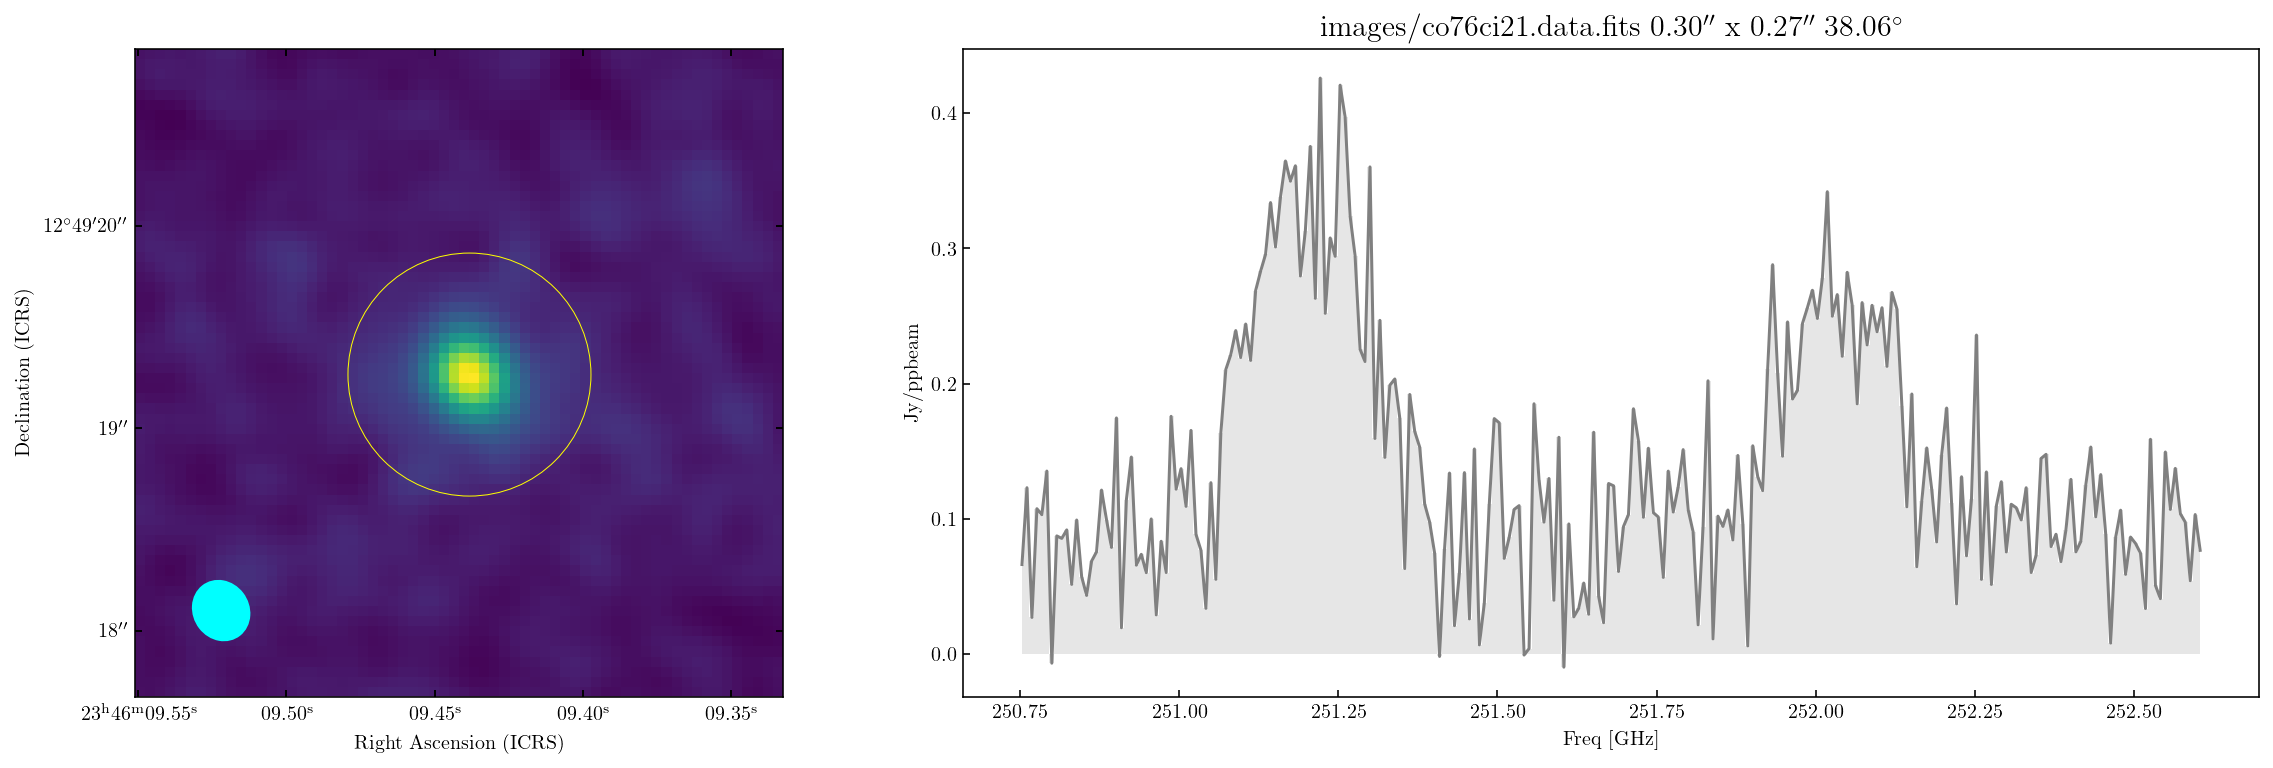 images/co76ci21.data.fits 0.30″ x 0.27″ 38.06°
Declination (ICRS)
12°49′20″
19″
18″
23ʰ46ᵐ09.55ˢ 09.50ˢ 09.45ˢ 09.40ˢ 09.35ˢ
Right Ascension (ICRS)
Jy/ppbeam
0.4
0.3
0.2
0.1
0.0
250.75 251.00 251.25 251.50 251.75 252.00 252.25 252.50
Freq [GHz]